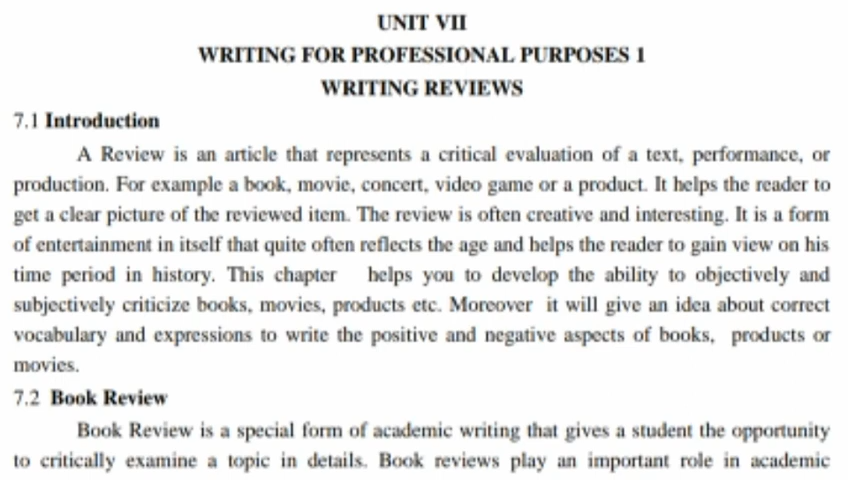 UNIT VII
WRITING FOR PROFESSIONAL PURPOSES 1
WRITING REVIEWS
7.1 Introduction
A Review is an article that represents a critical evaluation of a text, performance, or
production. For example a book, movie, concert, video game or a product. It helps the reader to
get a clear picture of the reviewed item. The review is often creative and interesting. It is a form
of entertainment in itself that quite often reflects the age and helps the reader to gain view on his
time period in history. This chapter helps you to develop the ability to objectively and
subjectively criticize books, movies, products etc. Moreover it will give an idea about correct
vocabulary and expressions to write the positive and negative aspects of books, products or
movies.
7.2 Book Review
Book Review is a special form of academic writing that gives a student the opportunity
to critically examine a topic in details. Book reviews play an important role in academic